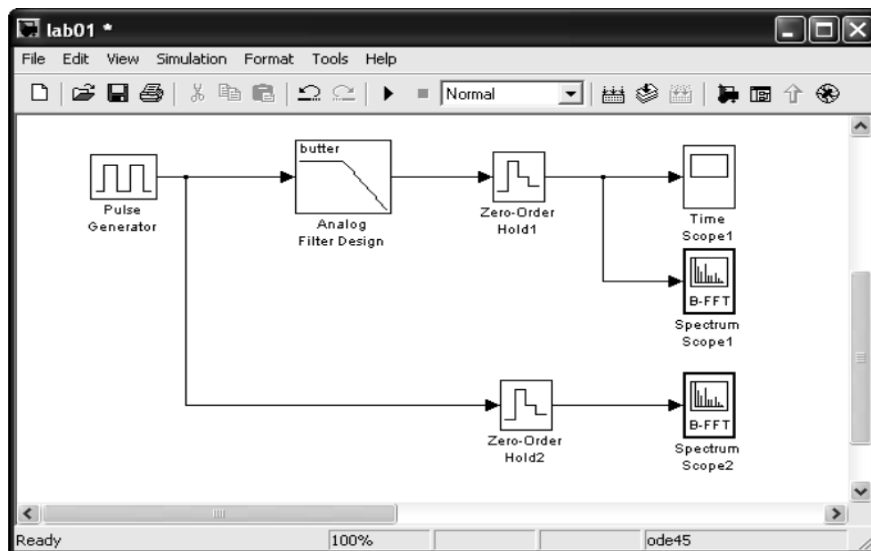 lab01 *
File Edit View Simulation Format Tools Help
Normal
butter
Pulse
Generator
Analog
Filter Design
Zero-Order
Hold1
Time
Scope1
B-FFT
Spectrum
Scope1
Zero-Order
Hold2
B-FFT
Spectrum
Scope2
Ready 100% ode45